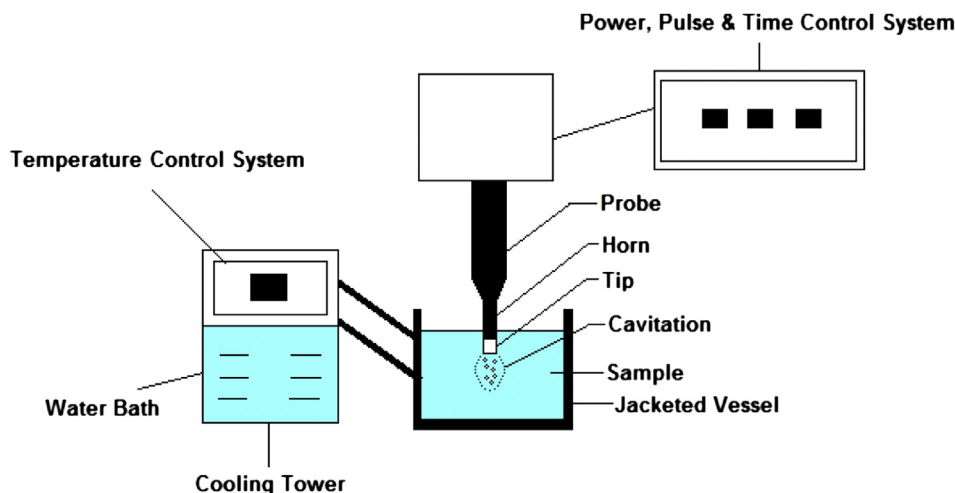 Power, Pulse & Time Control System
Temperature Control System
Probe
Horn
Tip
Cavitation
Sample
Jacketed Vessel
Water Bath
Cooling Tower